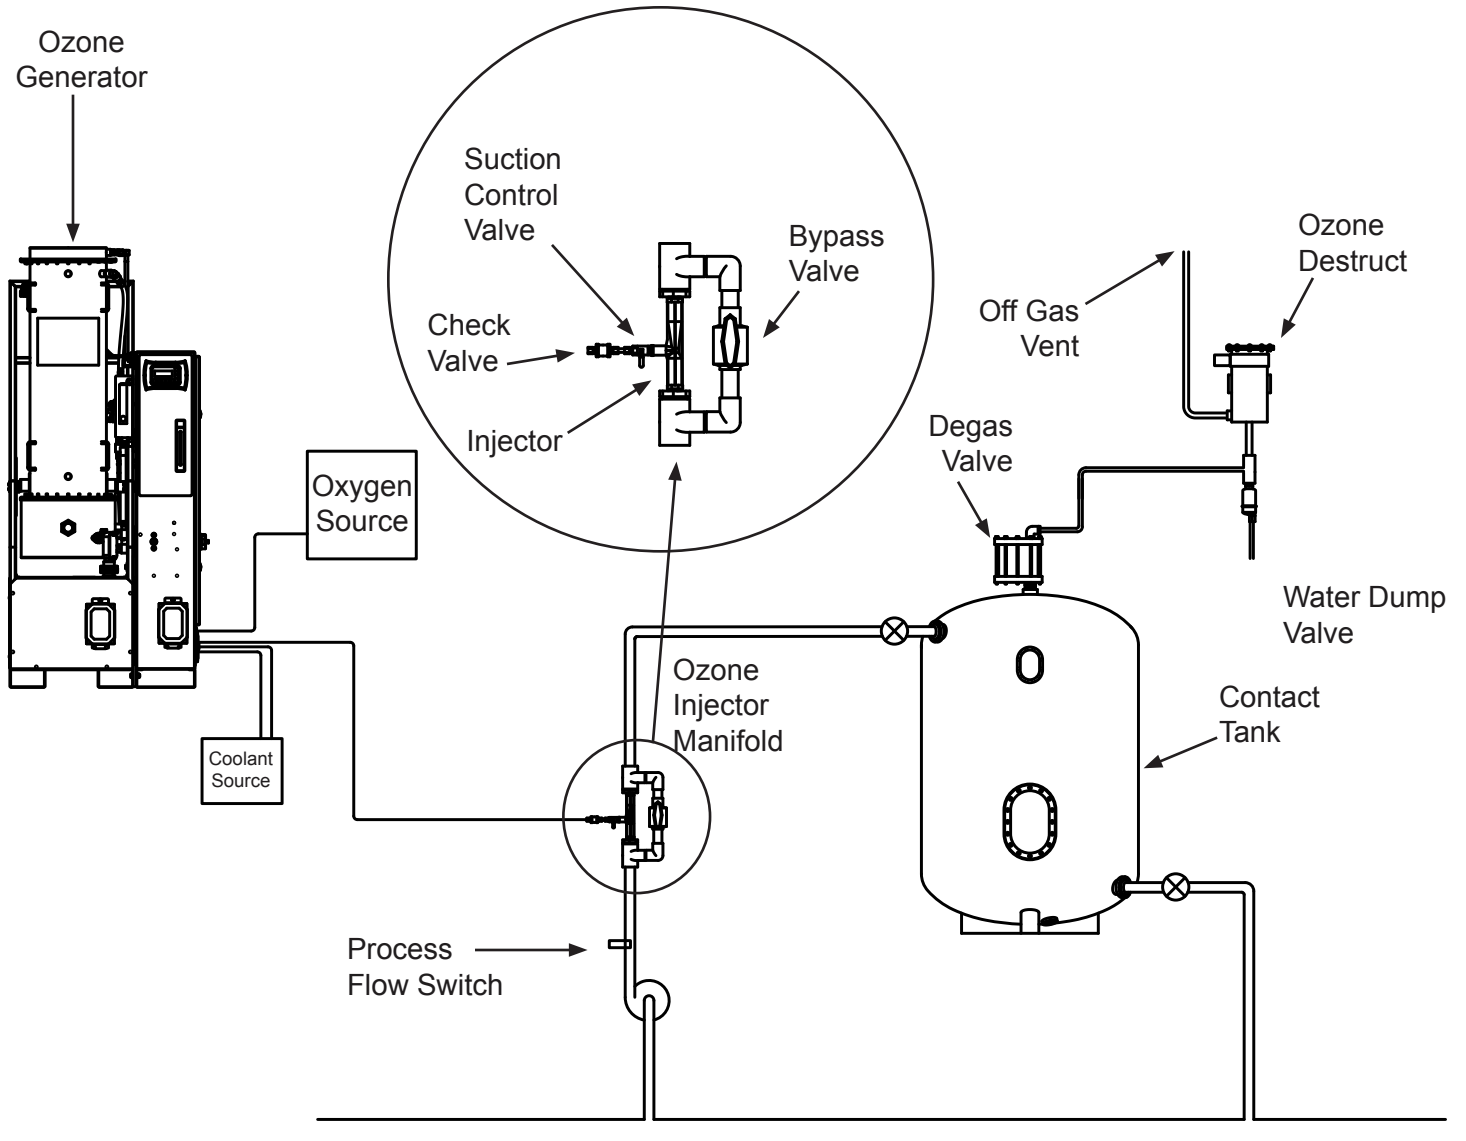 Ozone
Generator
Suction
Control
Valve
Bypass
Valve
Check
Valve
Injector
Ozone
Destruct
Off Gas
Vent
Degas
Valve
Oxygen
Source
Water Dump
Valve
Ozone
Injector
Manifold
Contact
Tank
Coolant
Source
Process
Flow Switch